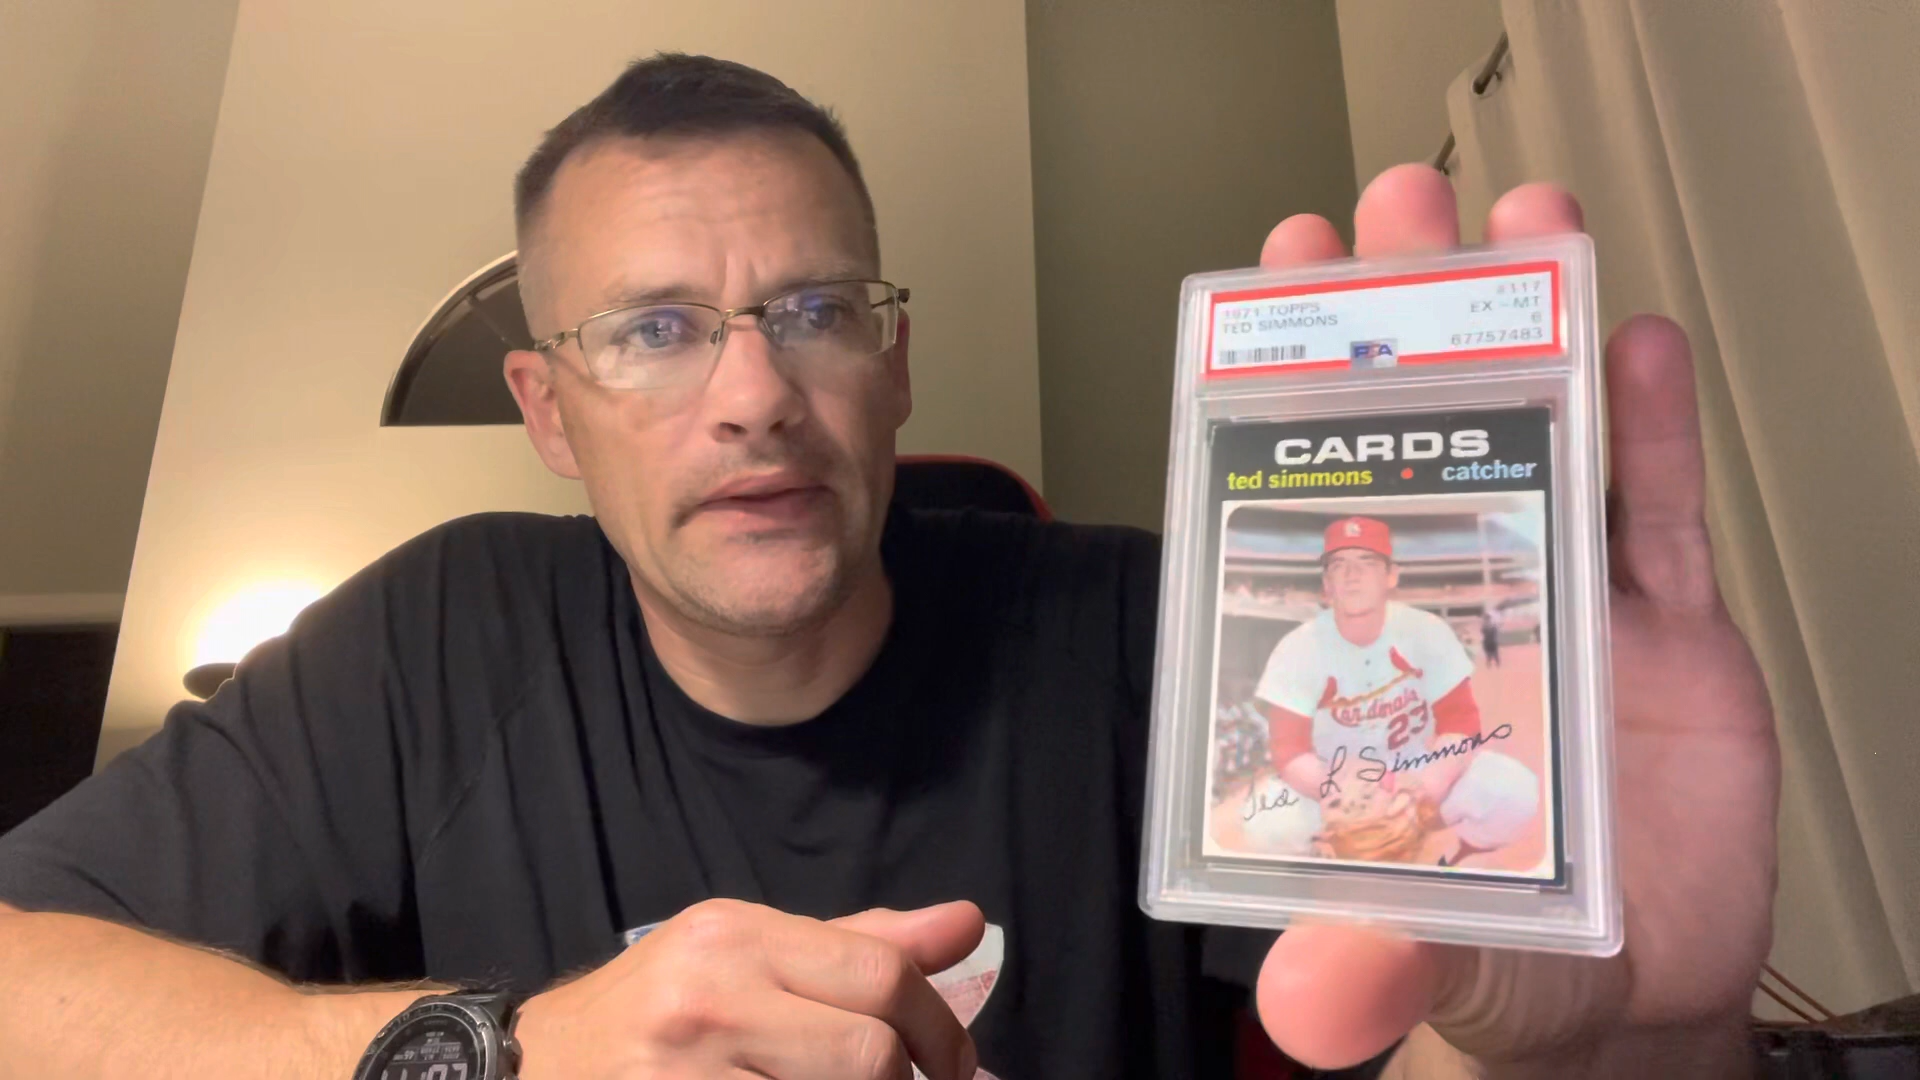 1971 TOPPS #117
TED SIMMONS EX - MT
6
PSA 67757483
CARDS
ted simmons • catcher
Cardinals
23
Ted L Simmons